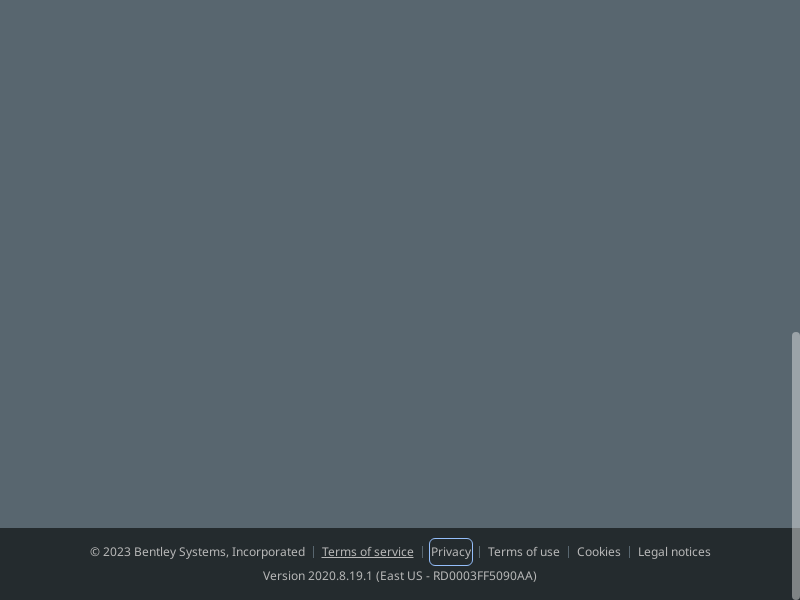 © 2023 Bentley Systems, Incorporated | Terms of service | Privacy | Terms of use | Cookies | Legal notices
Version 2020.8.19.1 (East US - RD0003FF5090AA)